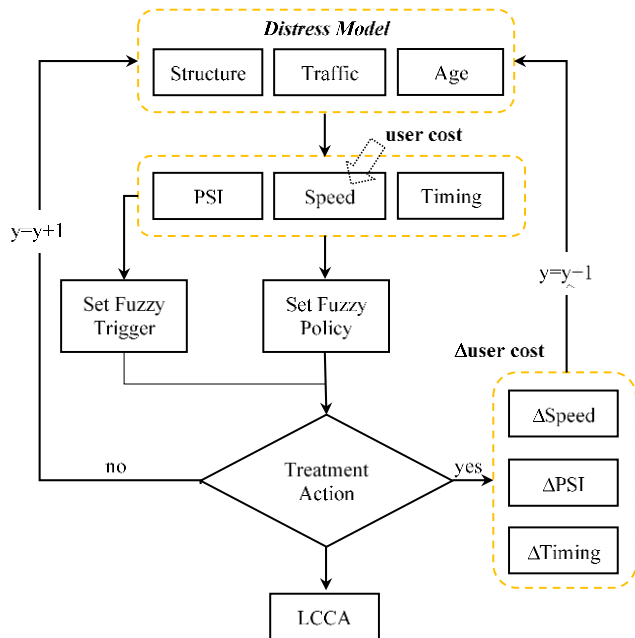 Distress Model
Structure
Traffic
Age
user cost
PSI
Speed
Timing
y=y+1
y=y−1
Set Fuzzy
Trigger
Set Fuzzy
Policy
Δuser cost
ΔSpeed
no
Treatment
Action
yes
ΔPSI
ΔTiming
LCCA